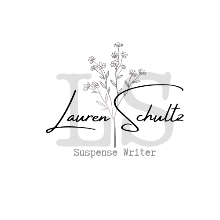 LS
Lauren Schultz
Suspense Writer